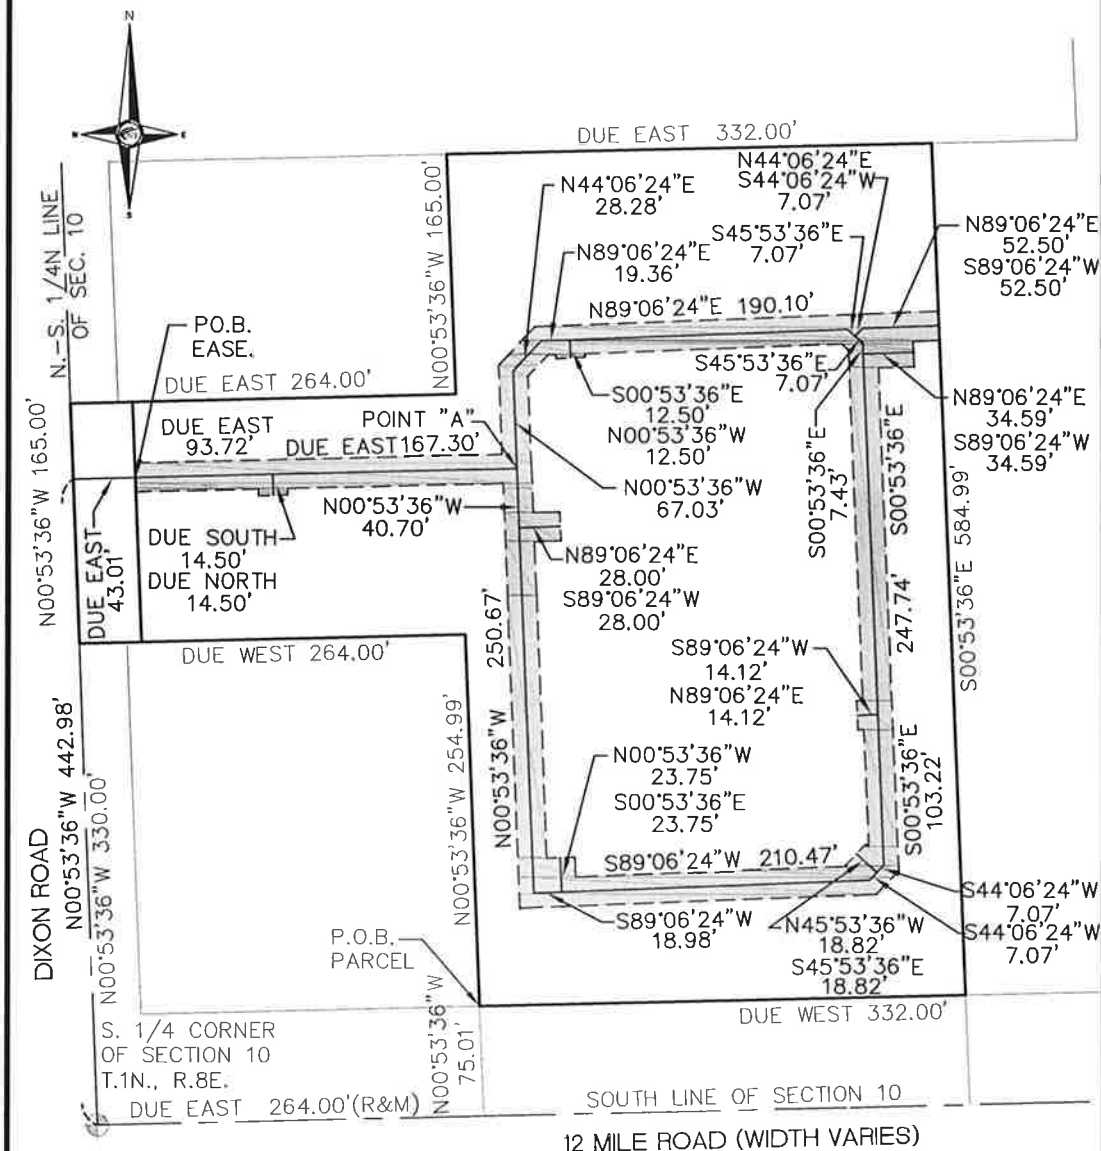 N
W
E
S
DUE EAST 332.00'
N.-S. 1/4N LINE
OF SEC. 10
N00°53'36"W 165.00'
N44°06'24"E
28.28'
N44°06'24"E
S44°06'24"W
7.07'
N89°06'24"E
52.50'
S89°06'24"W
52.50'
S45°53'36"E
7.07'
N89°06'24"E
19.36'
N89°06'24"E 190.10'
P.O.B.
EASE.
DUE EAST 264.00'
S45°53'36"E
7.07'
S00°53'36"E
12.50'
N00°53'36"W
12.50'
N89°06'24"E
34.59'
S89°06'24"W
34.59'
N00°53'36"W 165.00'
DUE EAST
93.72'
POINT "A"
DUE EAST 167.30'
N00°53'36"W
67.03'
S00°53'36"E
7.43'
S00°53'36"E
247.74'
S00°53'36"E 584.99'
N00°53'36"W
40.70'
DUE SOUTH
14.50'
DUE NORTH
14.50'
DUE EAST
43.01'
N89°06'24"E
28.00'
S89°06'24"W
28.00'
DUE WEST 264.00'
N00°53'36"W
250.67'
S89°06'24"W
14.12'
N89°06'24"E
14.12'
N00°53'36"W 254.99'
N00°53'36"W
23.75'
S00°53'36"E
23.75'
S00°53'36"E
103.22'
DIXON ROAD
N00°53'36"W 442.98'
N00°53'36"W 330.00'
S89°06'24"W 210.47'
S89°06'24"W
18.98'
N45°53'36"W
18.82'
S45°53'36"E
18.82'
S44°06'24"W
7.07'
S44°06'24"W
7.07'
P.O.B.
PARCEL
DUE WEST 332.00'
N00°53'36"W
75.01'
S. 1/4 CORNER
OF SECTION 10
T.1N., R.8E.
DUE EAST 264.00'(R&M)
SOUTH LINE OF SECTION 10
12 MILE ROAD (WIDTH VARIES)